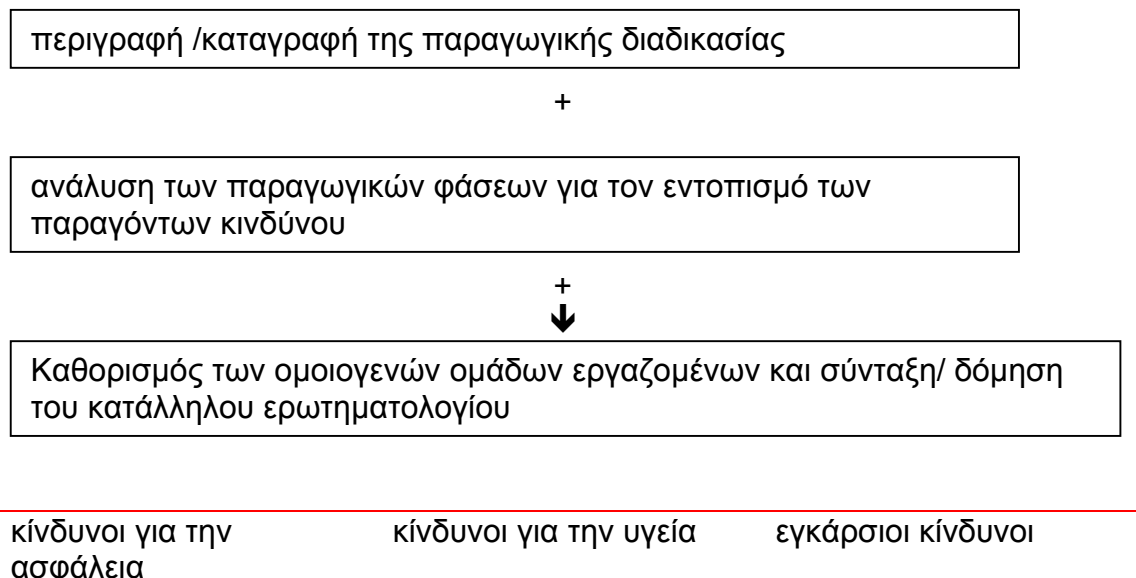 περιγραφή /καταγραφή της παραγωγικής διαδικασίας
+
ανάλυση των παραγωγικών φάσεων για τον εντοπισμό των
παραγόντων κινδύνου
+
Καθορισμός των ομοιογενών ομάδων εργαζομένων και σύνταξη/ δόμηση
του κατάλληλου ερωτηματολογίου
κίνδυνοι για την κίνδυνοι για την υγεία εγκάρσιοι κίνδυνοι
ασφάλεια